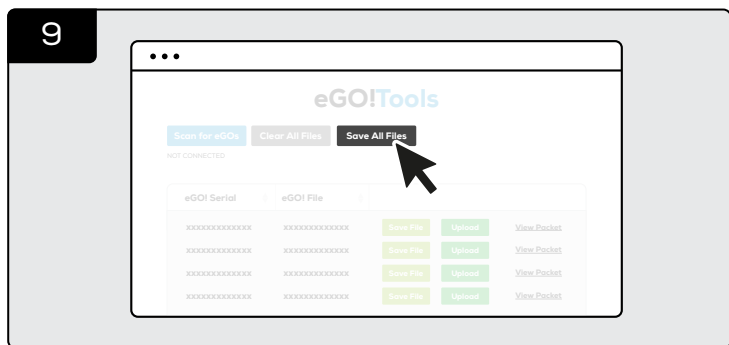 9
eGO!Tools
Scan for eGOs Clear All Files Save All Files
NOT CONNECTED
eGO! Serial eGO! File
xxxxxxxxxxxxx xxxxxxxxxxxxx Save File Upload View Packet
xxxxxxxxxxxxx xxxxxxxxxxxxx Save File Upload View Packet
xxxxxxxxxxxxx xxxxxxxxxxxxx Save File Upload View Packet
xxxxxxxxxxxxx xxxxxxxxxxxxx Save File Upload View Packet